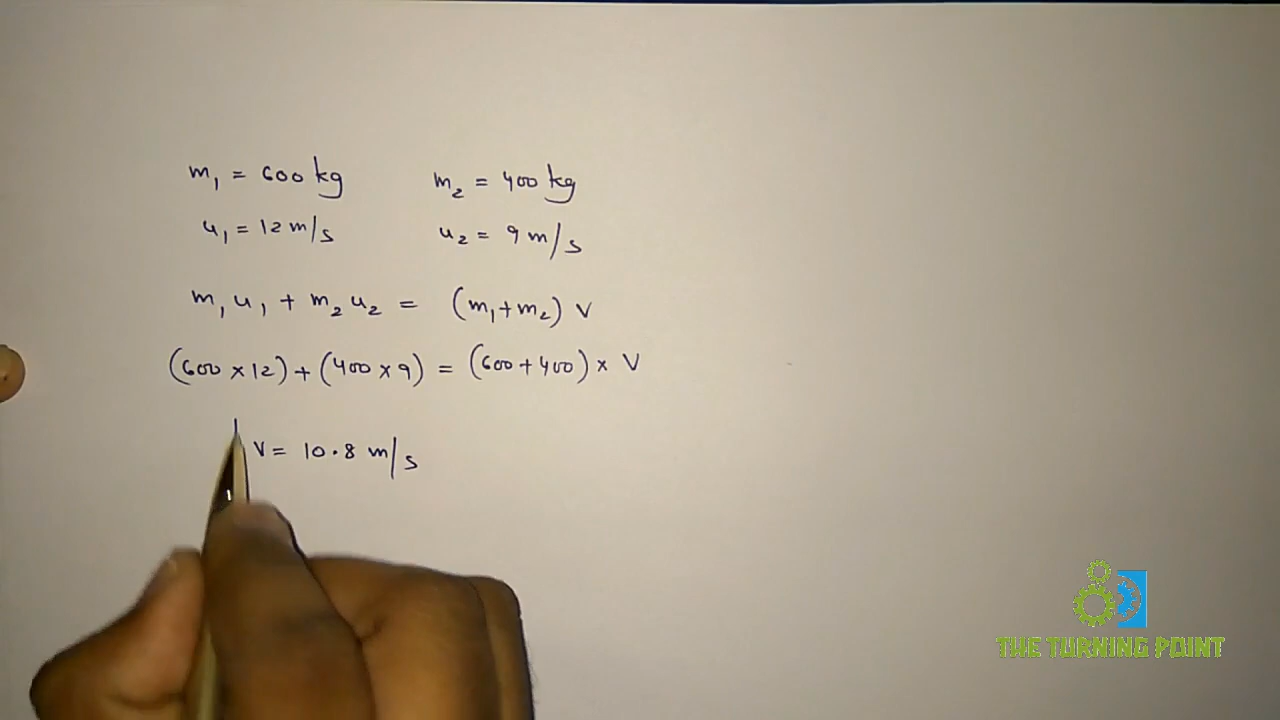 m₁ = 600 kg m₂ = 400 kg
u₁ = 12 m/s u₂ = 9 m/s
m₁u₁ + m₂u₂ = (m₁+m₂) V
(600 × 12) + (400 × 9) = (600 + 400) × V
V = 10.8 m/s
THE TURNING POINT